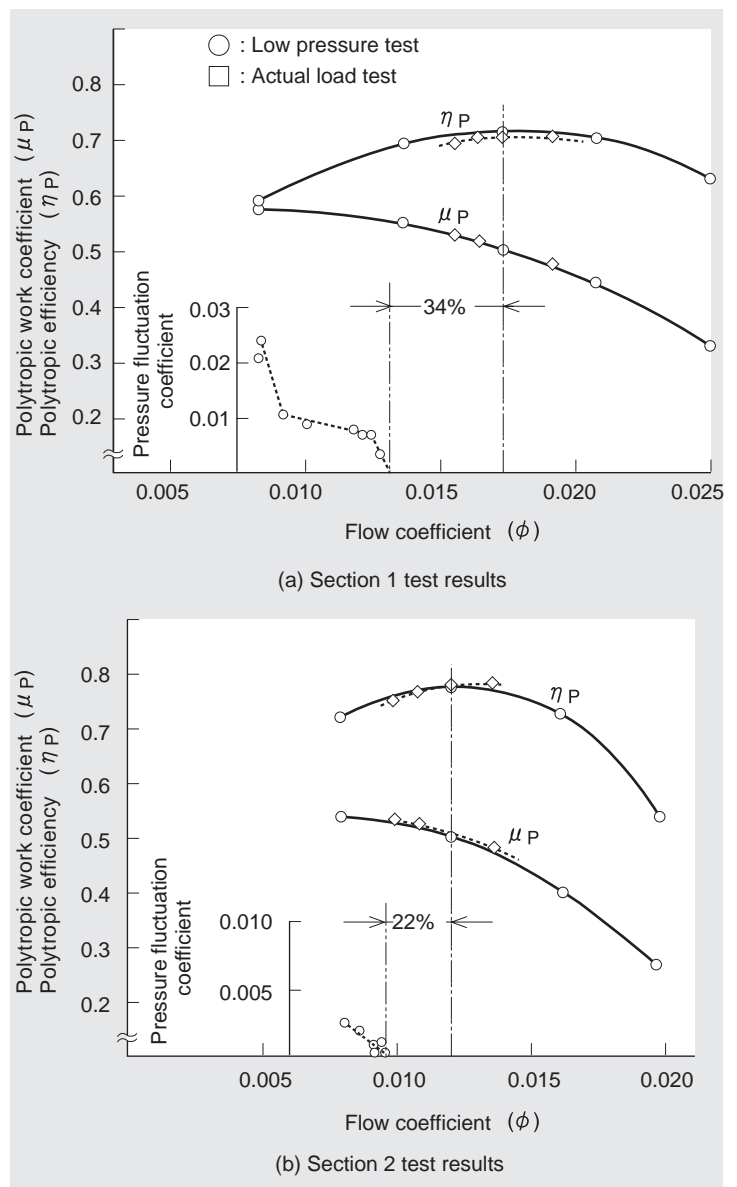 : Low pressure test
: Actual load test
Polytropic work coefficient (μP)
Polytropic efficiency (ηP)
0.8
0.7
0.6
0.5
0.4
0.3
0.2
ηP
μP
34%
Pressure fluctuation
coefficient
0.03
0.02
0.01
0.005
0.010
0.015
0.020
0.025
Flow coefficient (ϕ)
(a) Section 1 test results
Polytropic work coefficient (μP)
Polytropic efficiency (ηP)
0.8
0.7
0.6
0.5
0.4
0.3
0.2
ηP
μP
22%
Pressure fluctuation
coefficient
0.010
0.005
0.005
0.010
0.015
0.020
Flow coefficient (ϕ)
(b) Section 2 test results